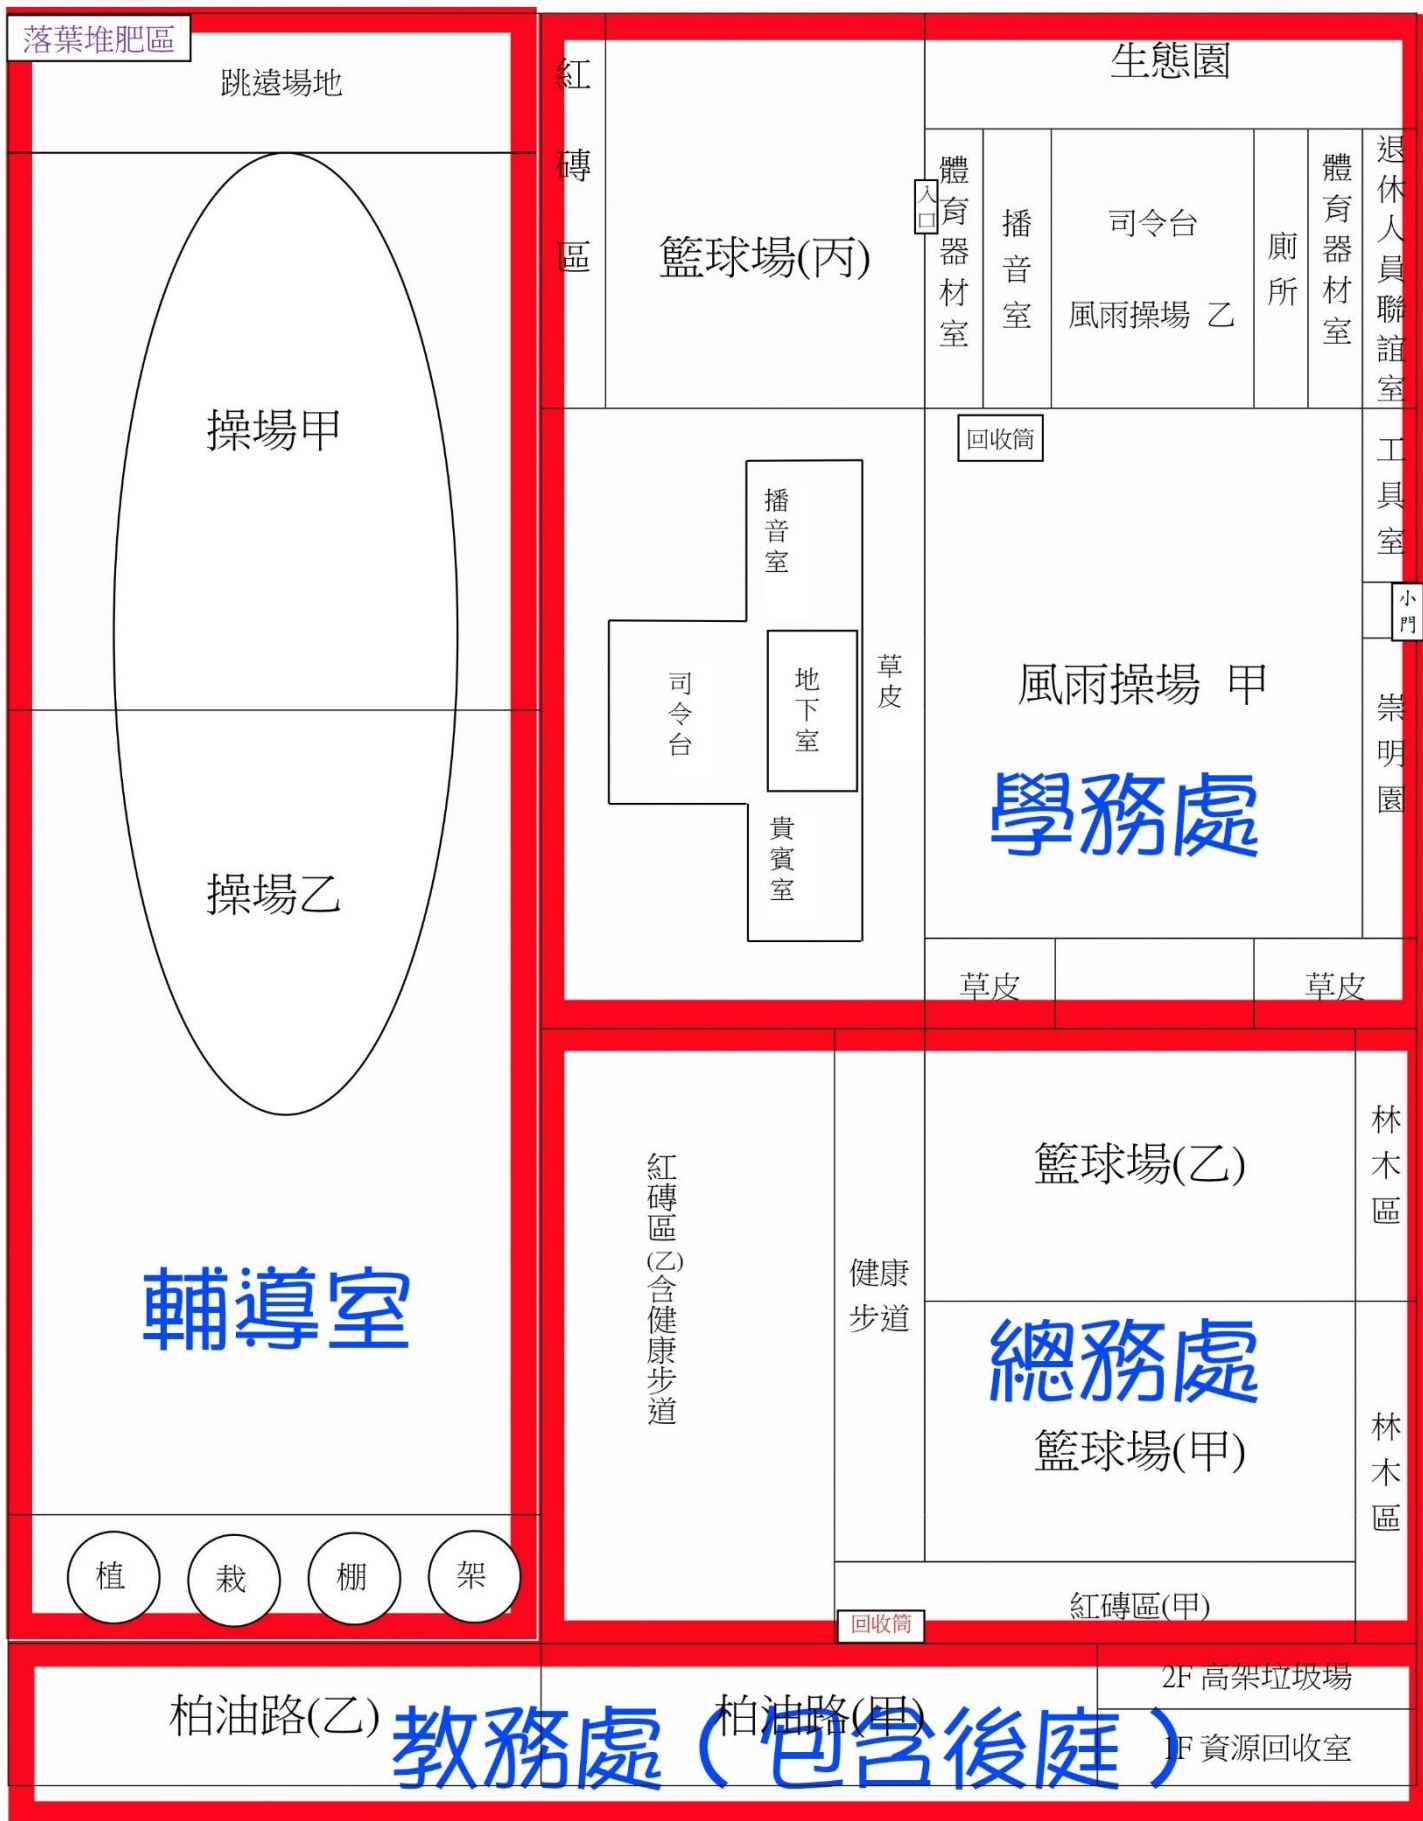 落葉堆肥區
跳遠場地
操場甲
操場乙
輔導室
植
栽
棚
架
紅磚區
籃球場(丙)
入口
生態園
體育器材室
播音室
司令台
風雨操場 乙
廁所
體育器材室
退休人員聯誼室
回收筒
工具室
小門
播音室
司令台
地下室
貴賓室
草皮
風雨操場 甲
學務處
崇明園
草皮
草皮
紅磚區(乙)含健康步道
健康
步道
籃球場(乙)
林木區
總務處
籃球場(甲)
林木區
紅磚區(甲)
回收筒
柏油路(乙)
柏油路(甲)
教務處（包含後庭）
2F 高架垃圾場
1F 資源回收室